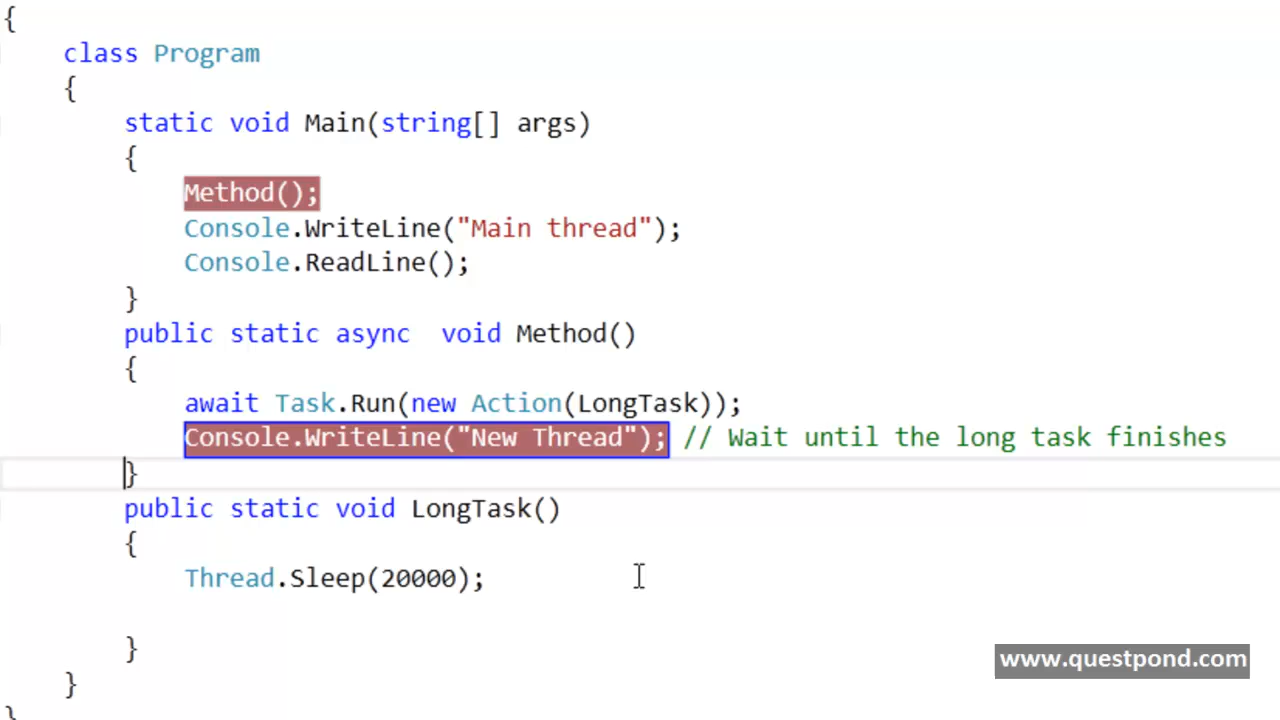 {
class Program
{
static void Main(string[] args)
{
Method();
Console.WriteLine("Main thread");
Console.ReadLine();
}
public static async  void Method()
{
await Task.Run(new Action(LongTask));
Console.WriteLine("New Thread"); // Wait until the long task finishes
}
public static void LongTask()
{
Thread.Sleep(20000);
}
www.questpond.com
}
}